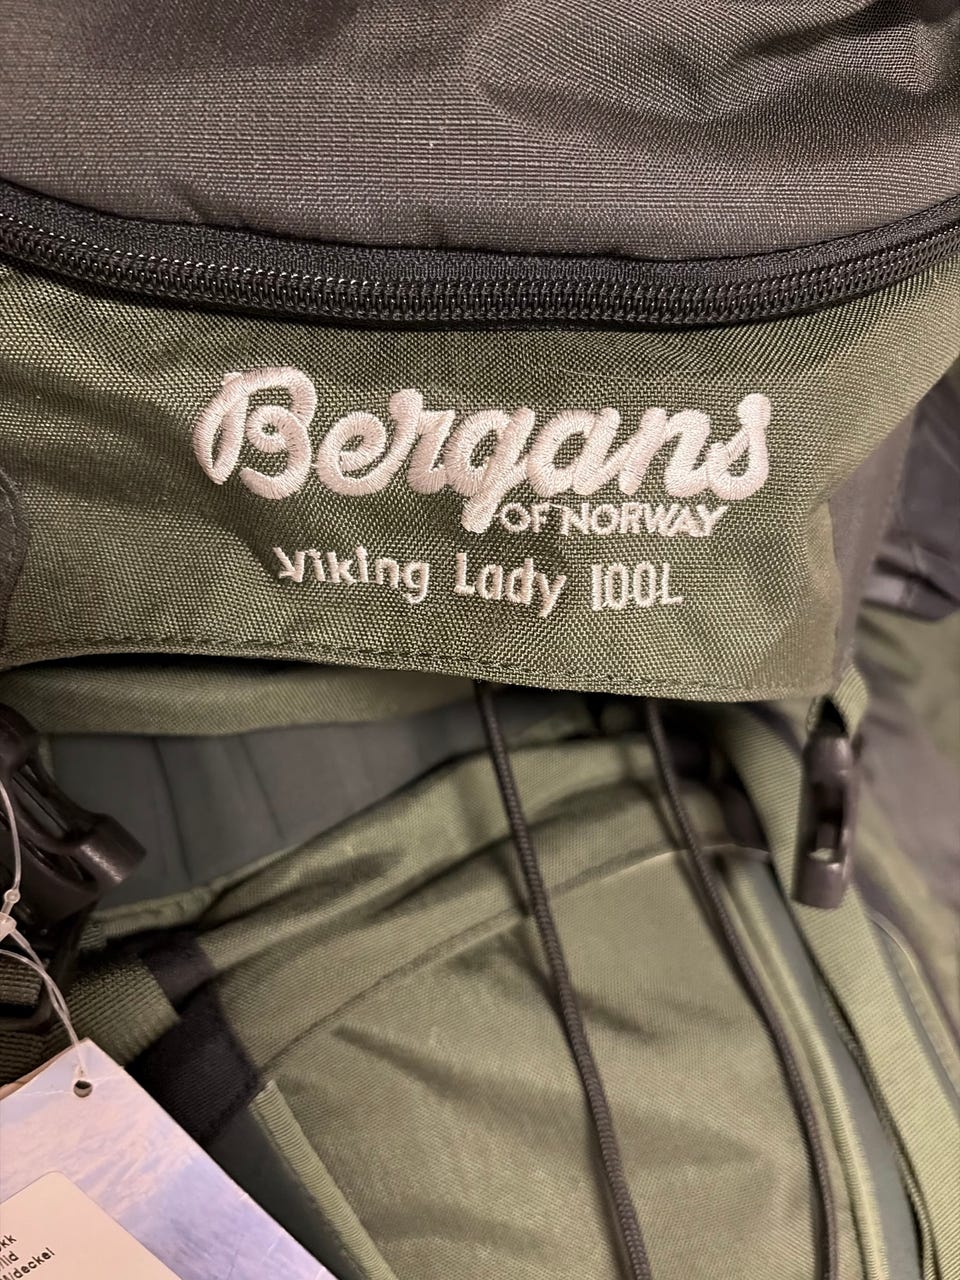 Bergans
OF NORWAY
Viking Lady 100L